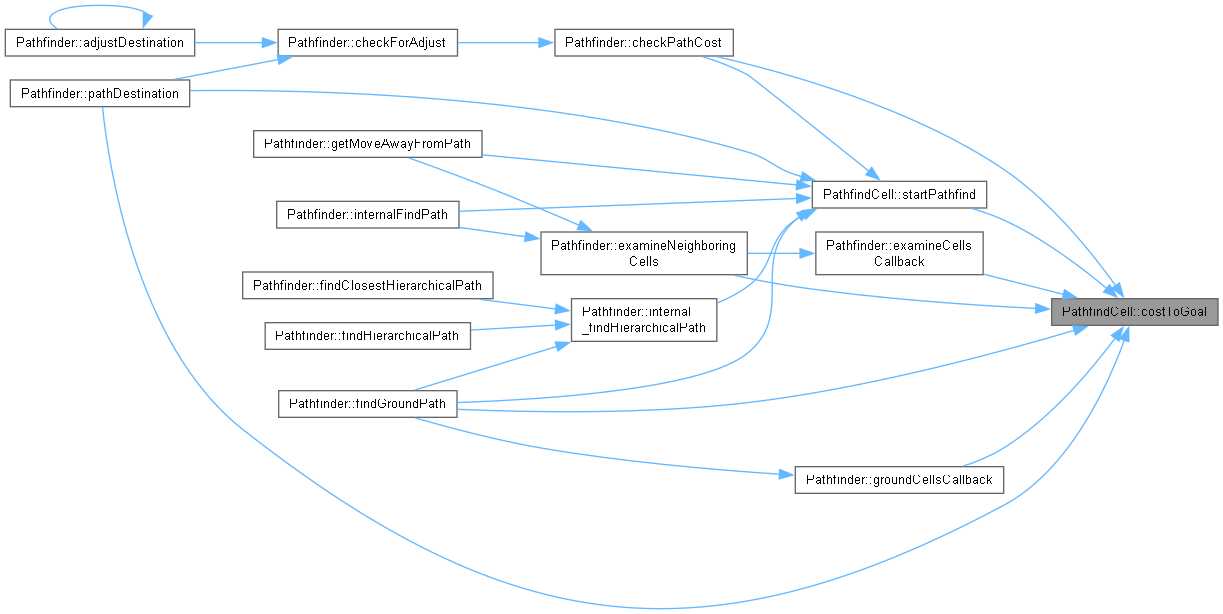 Pathfinder::adjustDestination
Pathfinder::checkForAdjust
Pathfinder::checkPathCost
Pathfinder::pathDestination
Pathfinder::getMoveAwayFromPath
PathfindCell::startPathfind
Pathfinder::internalFindPath
Pathfinder::examineNeighboring
Cells
Pathfinder::examineCells
Callback
Pathfinder::findClosestHierarchicalPath
Pathfinder::internal
_findHierarchicalPath
PathfindCell::costToGoal
Pathfinder::findHierarchicalPath
Pathfinder::findGroundPath
Pathfinder::groundCellsCallback